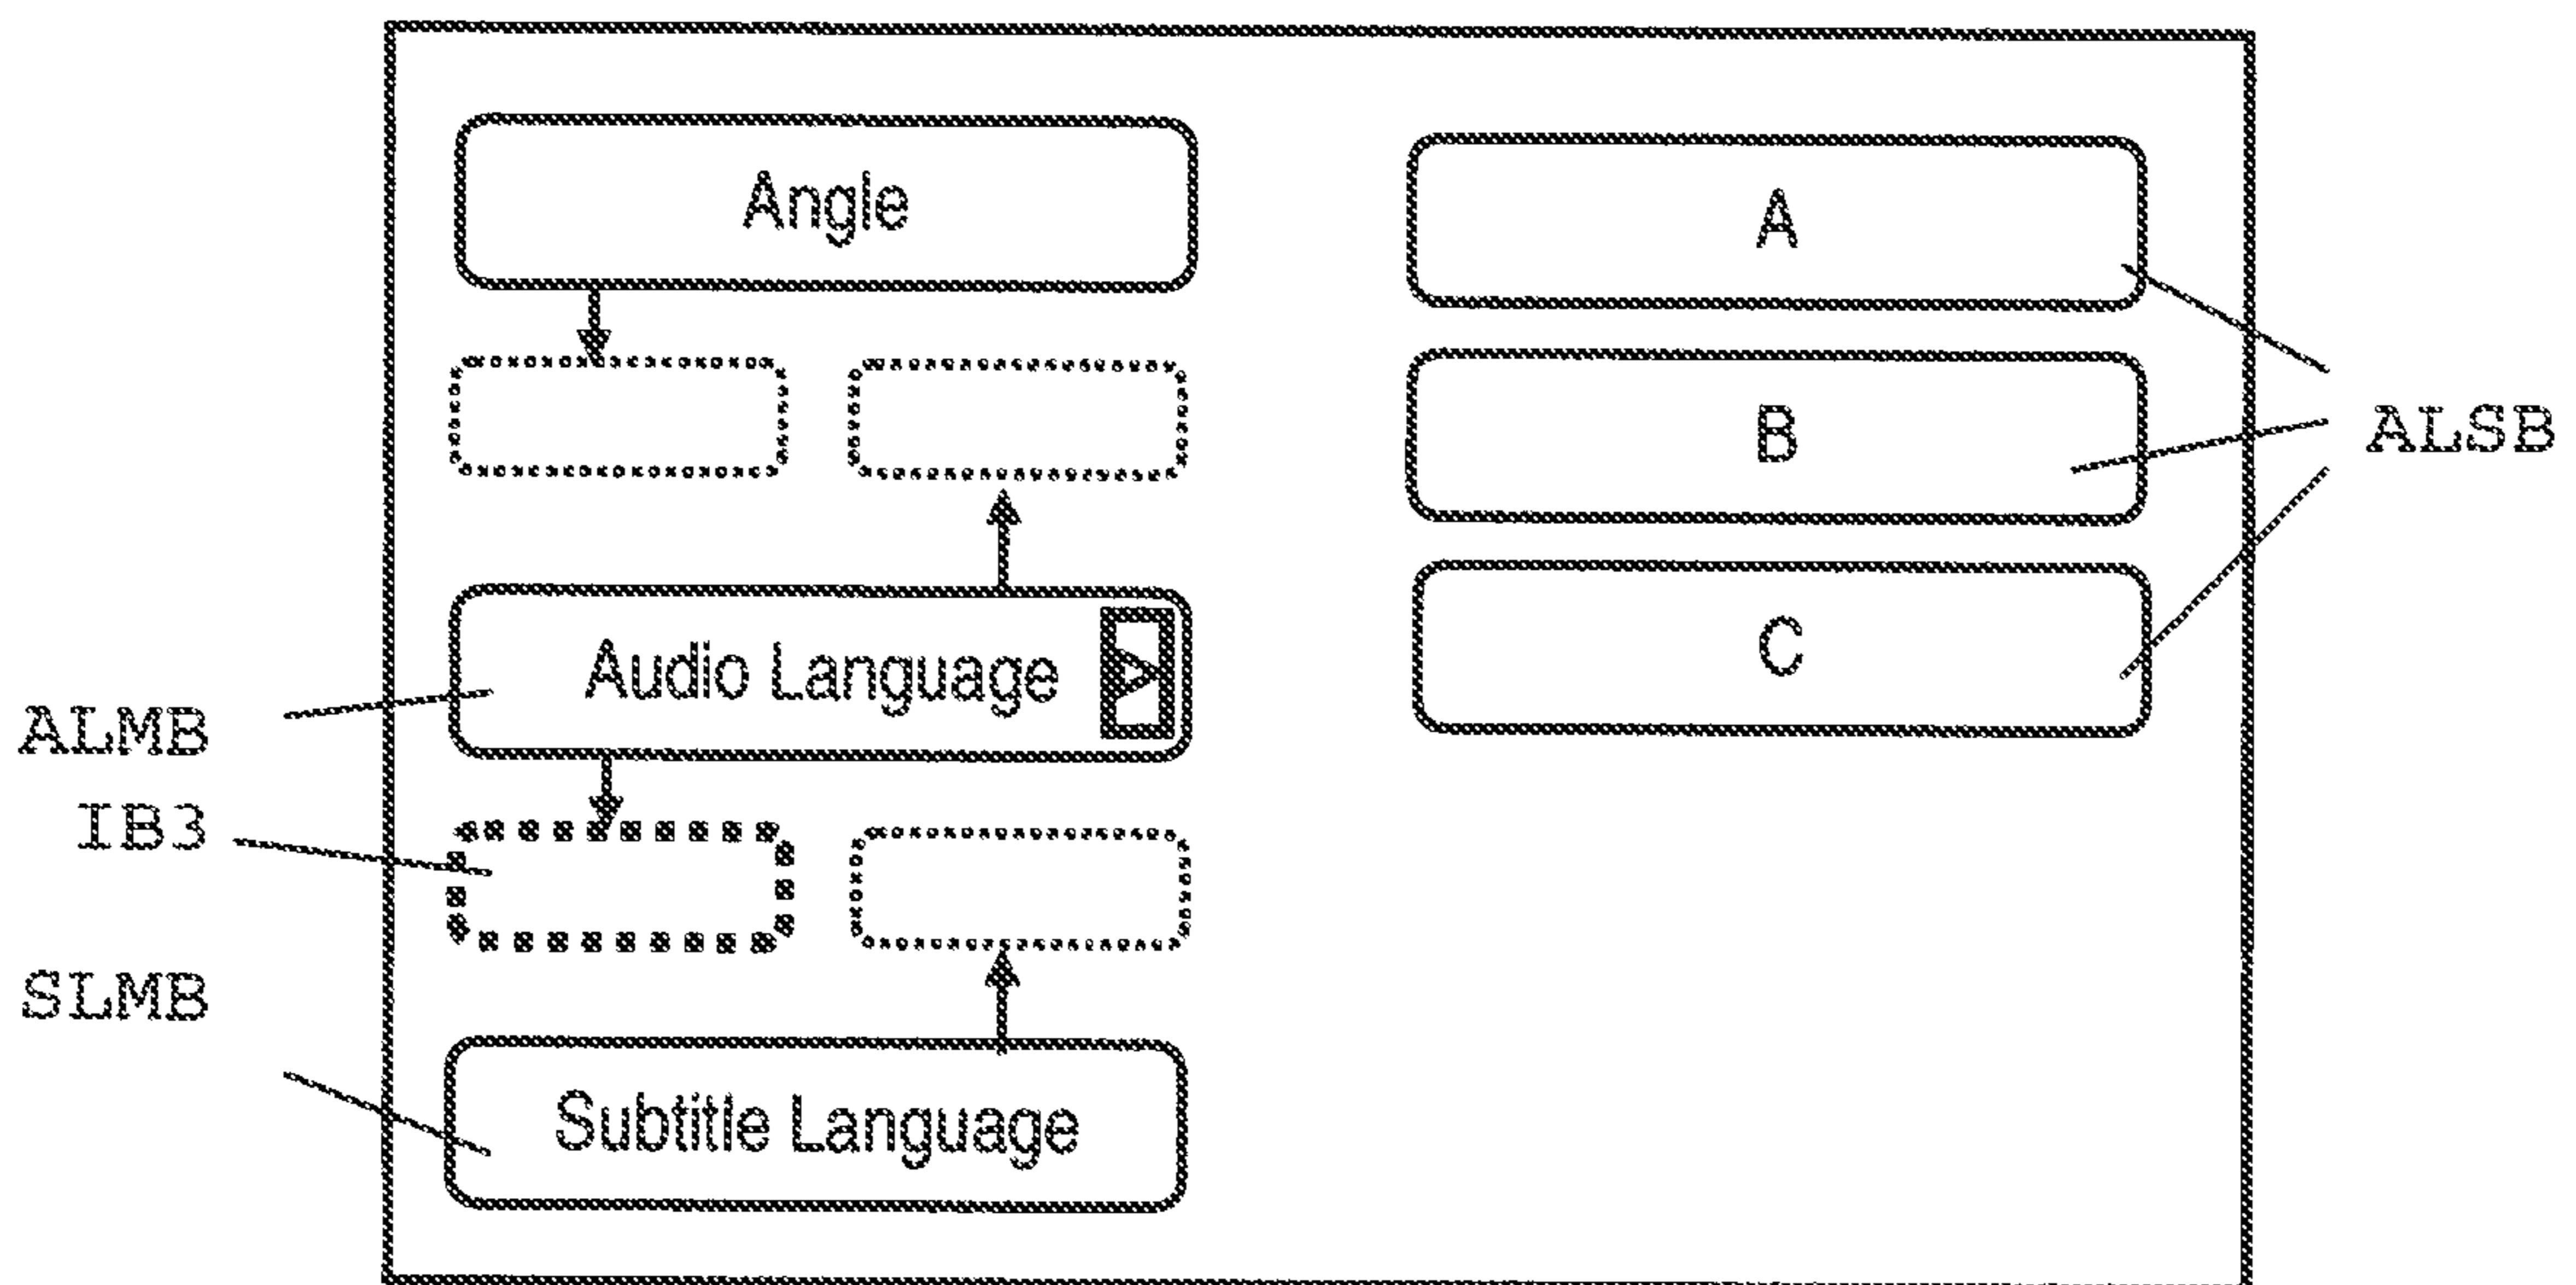 Angle
A
B
ALSB
Audio Language
C
ALMB
IB3
SLMB
Subtitle Language